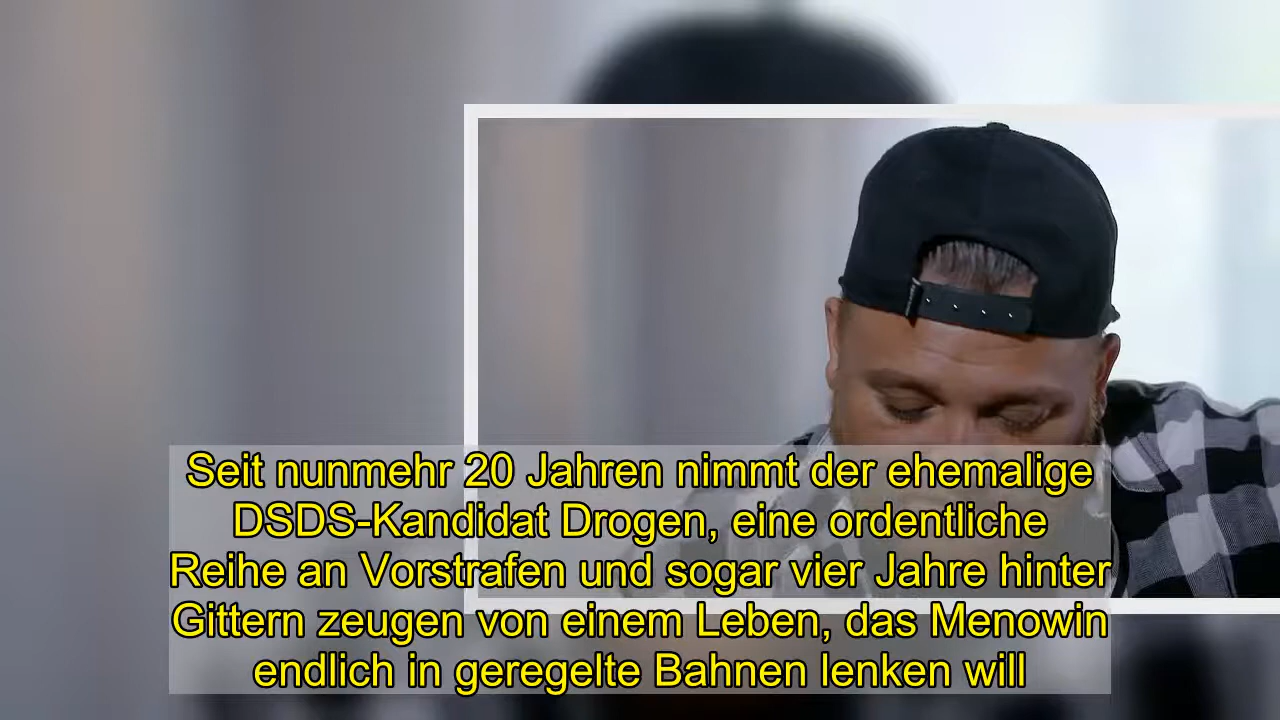 Seit nunmehr 20 Jahren nimmt der ehemalige
DSDS-Kandidat Drogen, eine ordentliche
Reihe an Vorstrafen und sogar vier Jahre hinter
Gittern zeugen von einem Leben, das Menowin
endlich in geregelte Bahnen lenken will